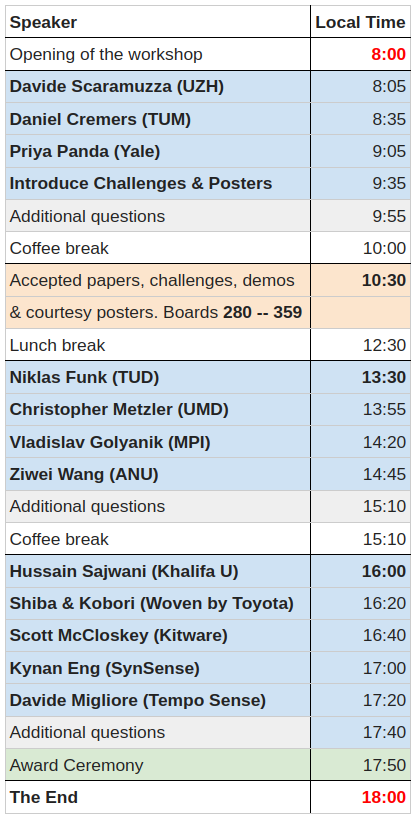 Speaker Local Time
Opening of the workshop 8:00
Davide Scaramuzza (UZH) 8:05
Daniel Cremers (TUM) 8:35
Priya Panda (Yale) 9:05
Introduce Challenges & Posters 9:35
Additional questions 9:55
Coffee break 10:00
Accepted papers, challenges, demos 10:30
& courtesy posters. Boards 280 -- 359
Lunch break 12:30
Niklas Funk (TUD) 13:30
Christopher Metzler (UMD) 13:55
Vladislav Golyanik (MPI) 14:20
Ziwei Wang (ANU) 14:45
Additional questions 15:10
Coffee break 15:10
Hussain Sajwani (Khalifa U) 16:00
Shiba & Kobori (Woven by Toyota) 16:20
Scott McCloskey (Kitware) 16:40
Kynan Eng (SynSense) 17:00
Davide Migliore (Tempo Sense) 17:20
Additional questions 17:40
Award Ceremony 17:50
The End 18:00